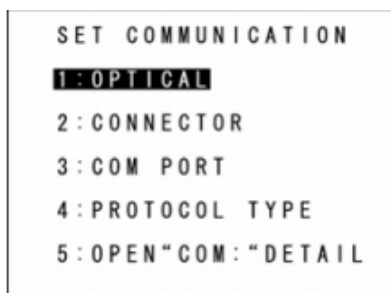 SET COMMUNICATION
1:OPTICAL
2:CONNECTOR
3:COM PORT
4:PROTOCOL TYPE
5:OPEN“COM:“DETAIL